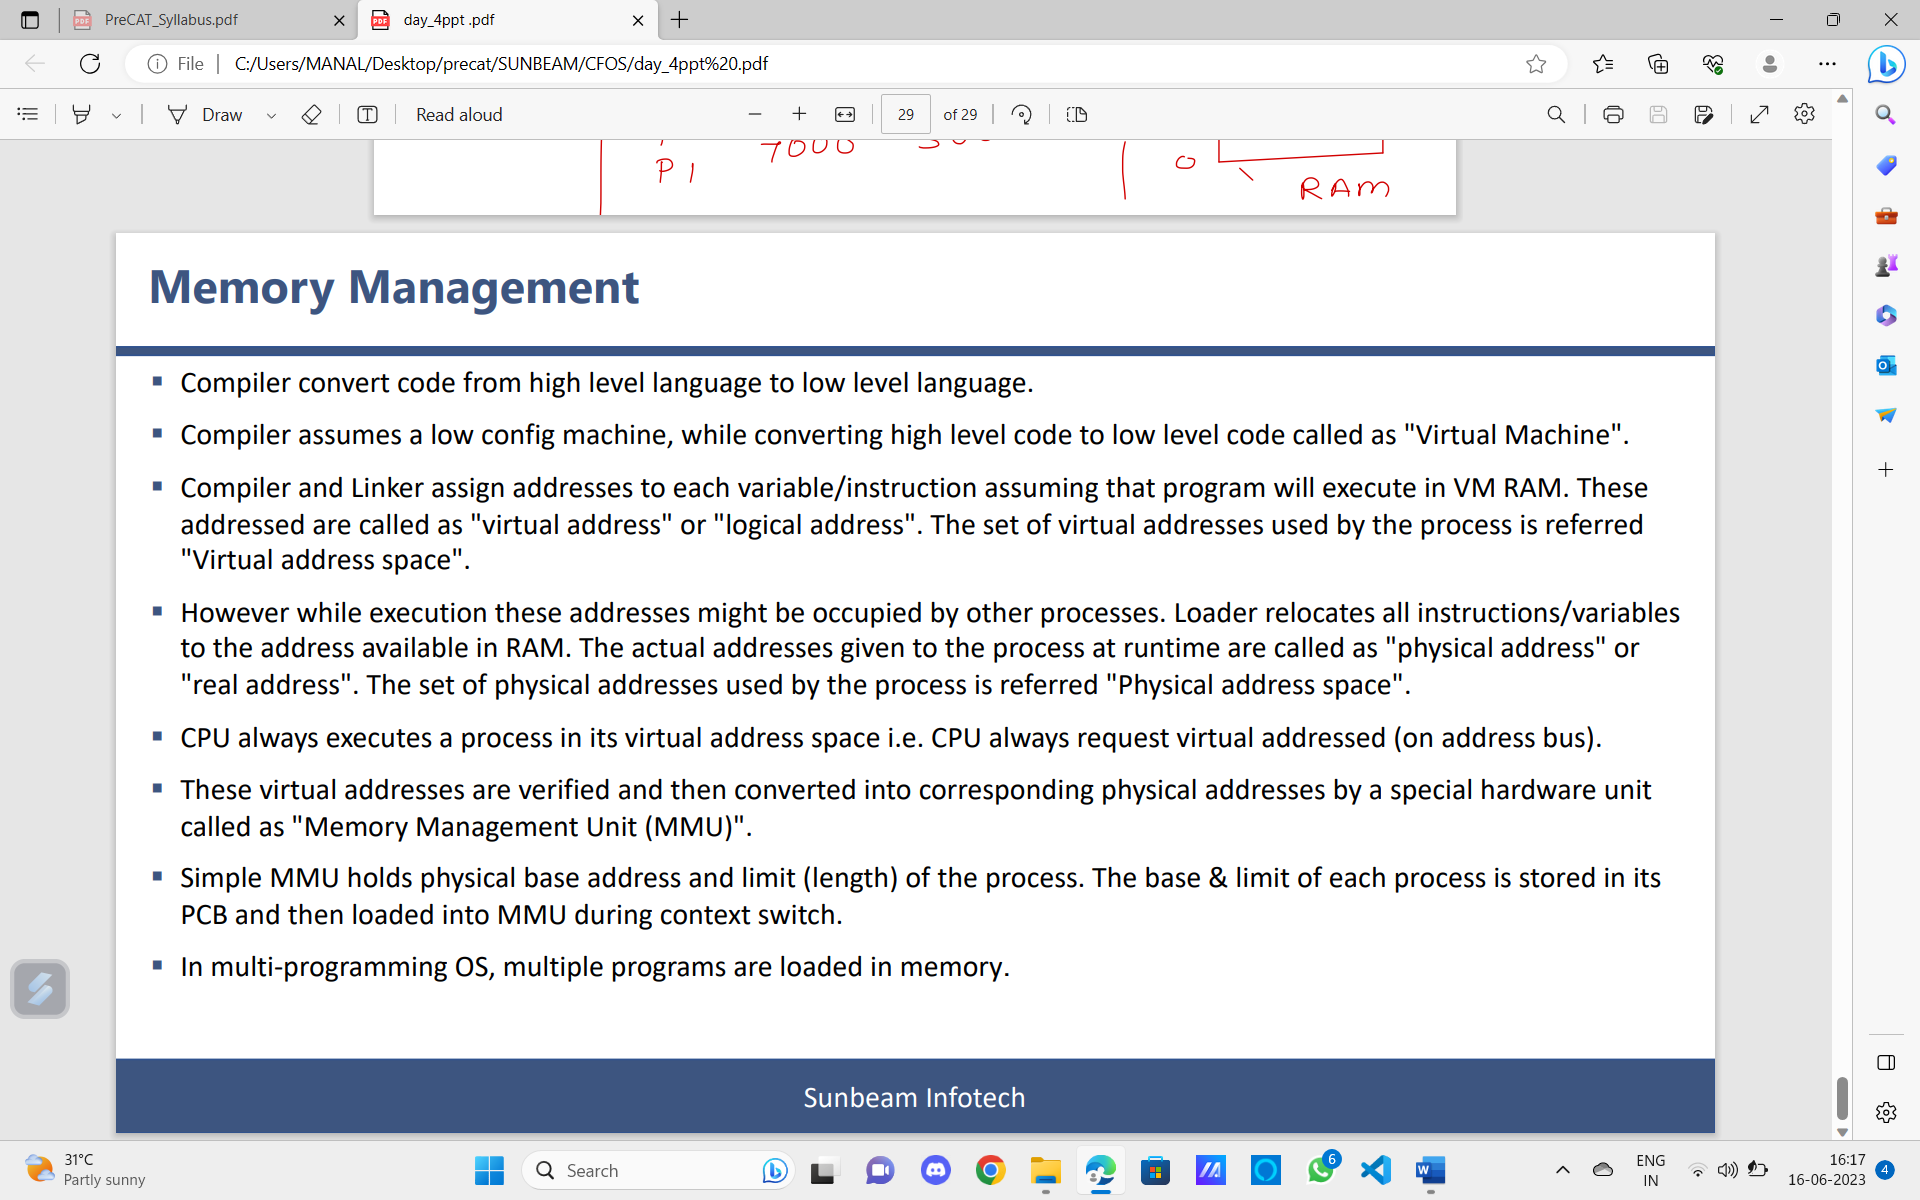 PreCAT_Syllabus.pdf
day_4ppt .pdf
File
C:/Users/MANAL/Desktop/precat/SUNBEAM/CFOS/day_4ppt%20.pdf
Draw
Read aloud
29
of 29
7000
P1
0
RAM
Memory Management
Compiler convert code from high level language to low level language.
Compiler assumes a low config machine, while converting high level code to low level code called as "Virtual Machine".
Compiler and Linker assign addresses to each variable/instruction assuming that program will execute in VM RAM. These
addressed are called as "virtual address" or "logical address". The set of virtual addresses used by the process is referred
"Virtual address space".
However while execution these addresses might be occupied by other processes. Loader relocates all instructions/variables
to the address available in RAM. The actual addresses given to the process at runtime are called as "physical address" or
"real address". The set of physical addresses used by the process is referred "Physical address space".
CPU always executes a process in its virtual address space i.e. CPU always request virtual addressed (on address bus).
These virtual addresses are verified and then converted into corresponding physical addresses by a special hardware unit
called as "Memory Management Unit (MMU)".
Simple MMU holds physical base address and limit (length) of the process. The base & limit of each process is stored in its
PCB and then loaded into MMU during context switch.
In multi-programming OS, multiple programs are loaded in memory.
Sunbeam Infotech
31°C
Partly sunny
Search
6
ENG
IN
16:17
16-06-2023
4